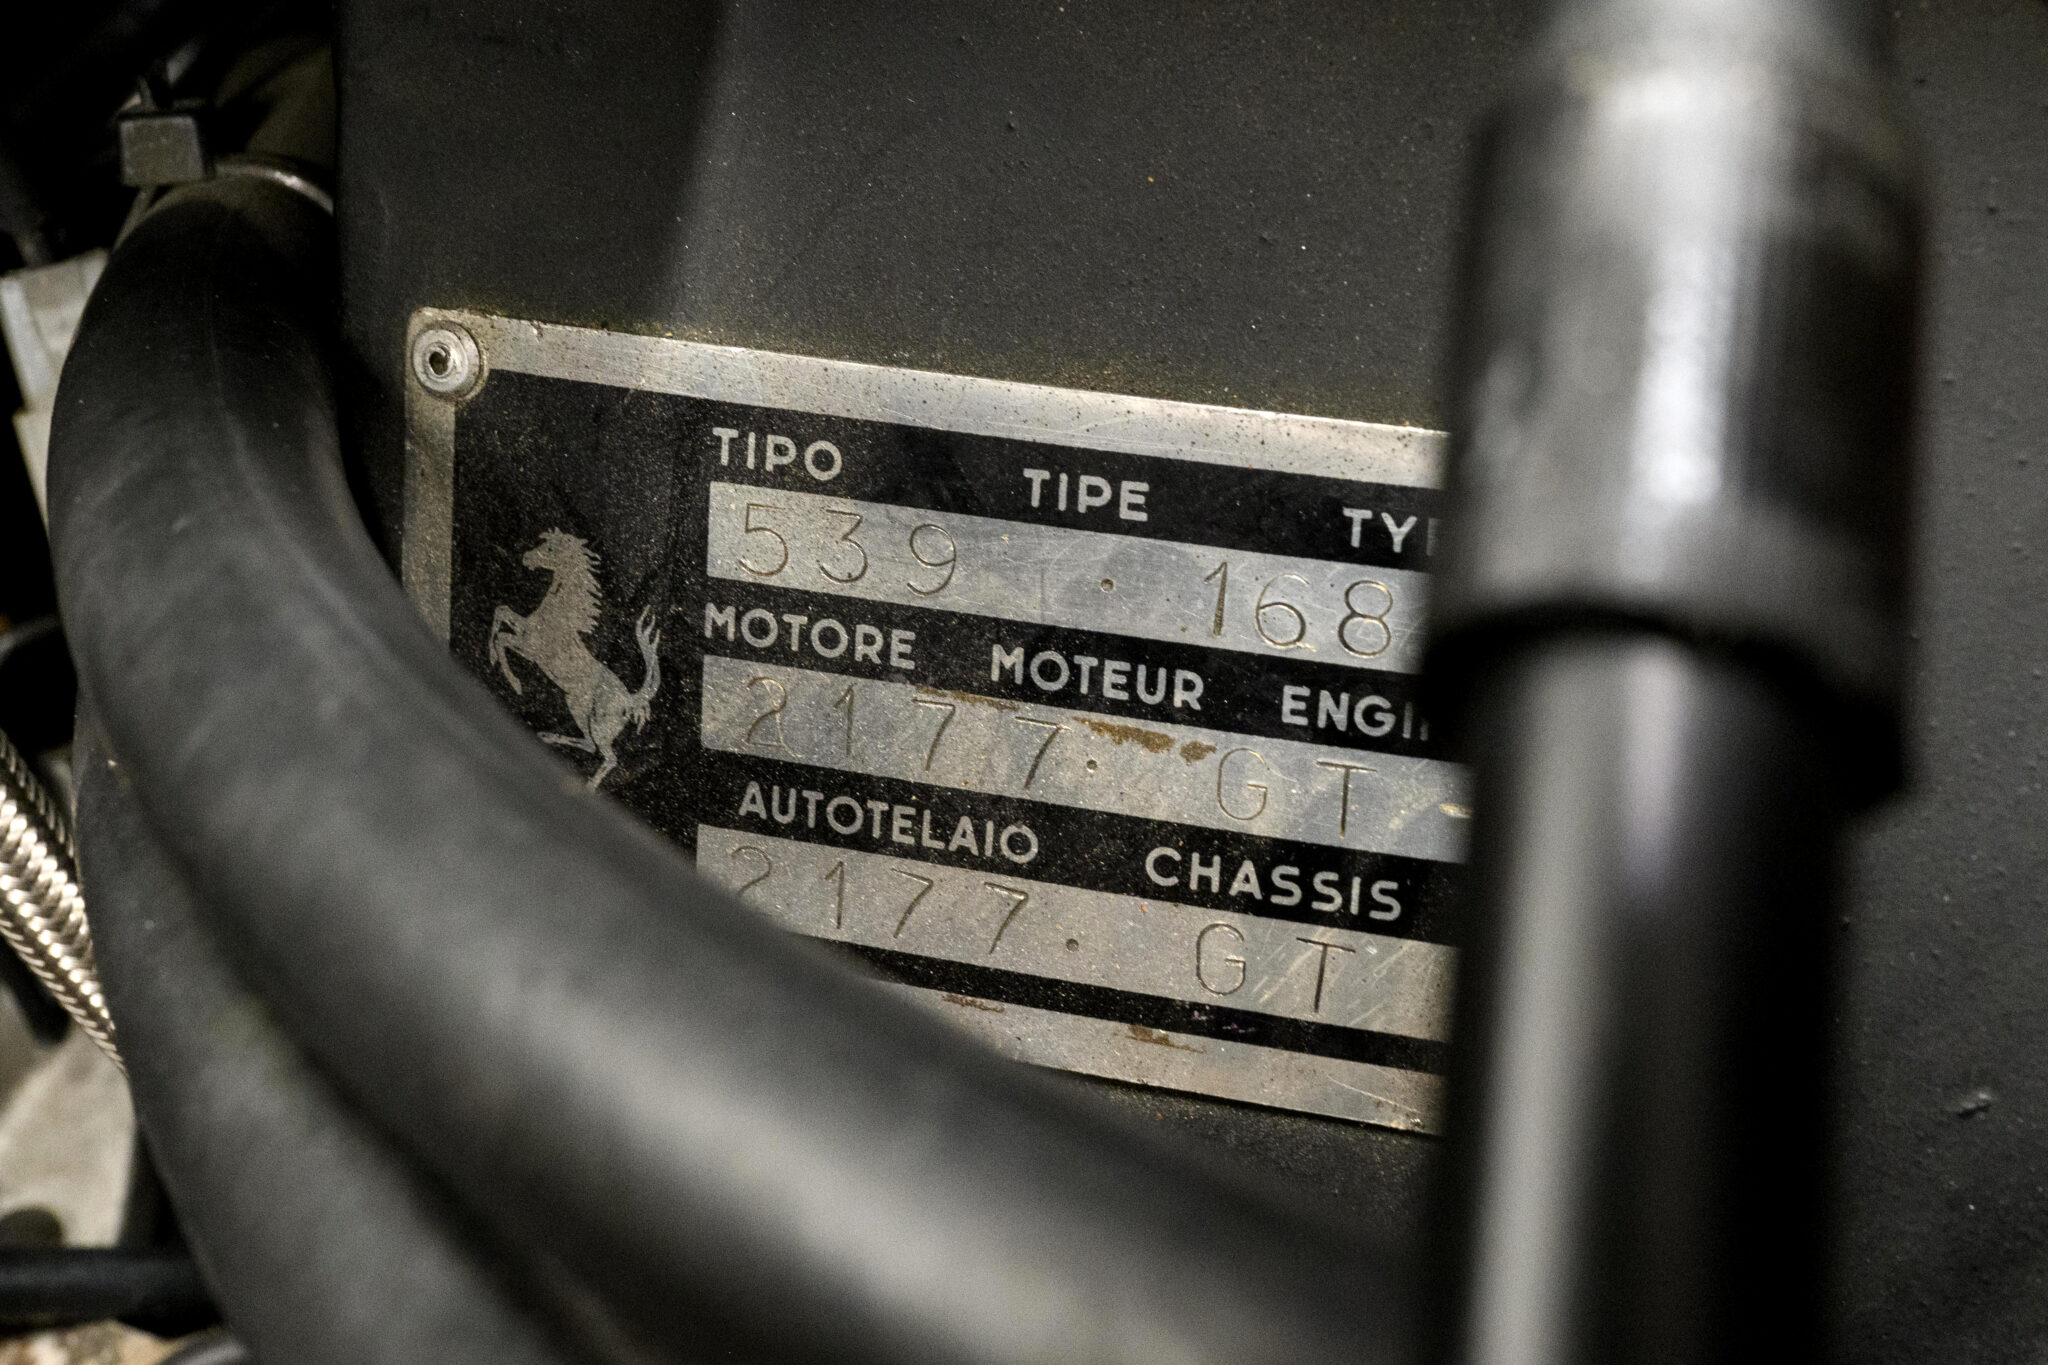 TIPO TIPE
539 · 168
MOTORE MOTEUR
2177 · GT
AUTOTELAIO CHASSIS
2177 · GT